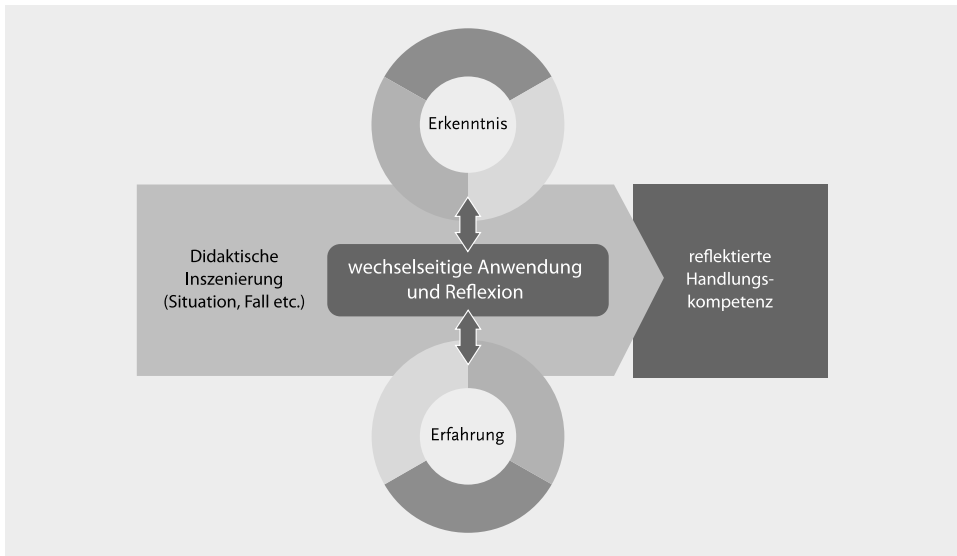 Erkenntnis
Didaktische
Inszenierung
(Situation, Fall etc.)
wechselseitige Anwendung
und Reflexion
reflektierte
Handlungs-
kompetenz
Erfahrung